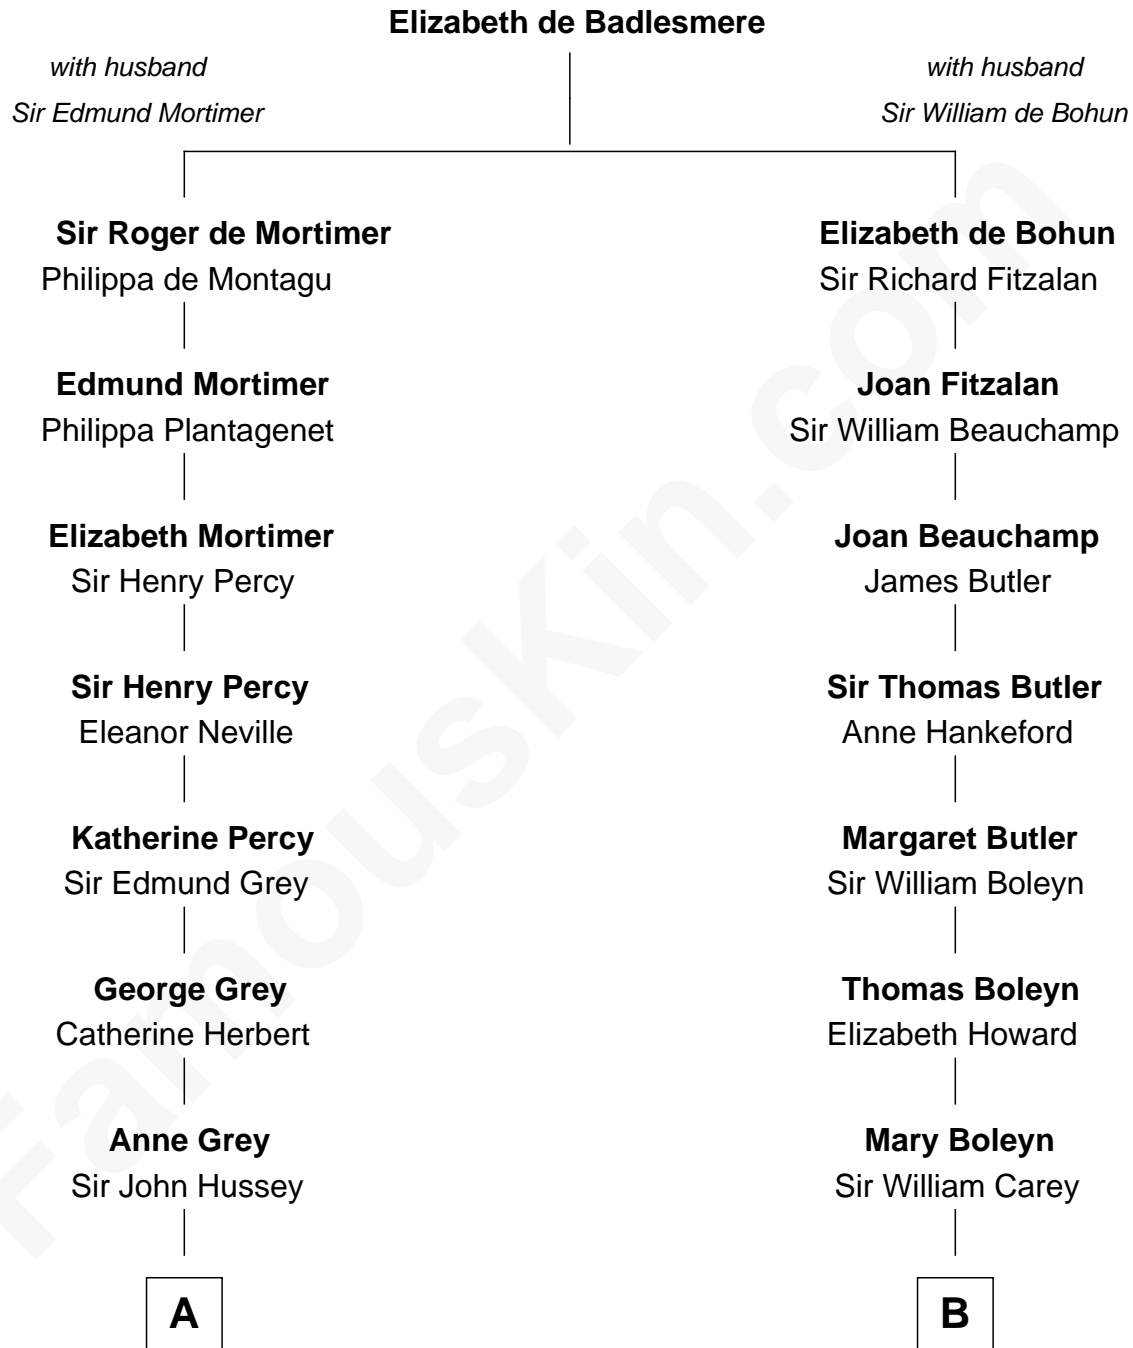 Elizabeth de Badlesmere
with husband
Sir Edmund Mortimer
with husband
Sir William de Bohun
Sir Roger de Mortimer
Philippa de Montagu
Elizabeth de Bohun
Sir Richard Fitzalan
Edmund Mortimer
Philippa Plantagenet
Joan Fitzalan
Sir William Beauchamp
Elizabeth Mortimer
Sir Henry Percy
Joan Beauchamp
James Butler
Sir Henry Percy
Eleanor Neville
Sir Thomas Butler
Anne Hankeford
Katherine Percy
Sir Edmund Grey
Margaret Butler
Sir William Boleyn
George Grey
Catherine Herbert
Thomas Boleyn
Elizabeth Howard
Anne Grey
Sir John Hussey
Mary Boleyn
Sir William Carey
A
B
FamousKin.com